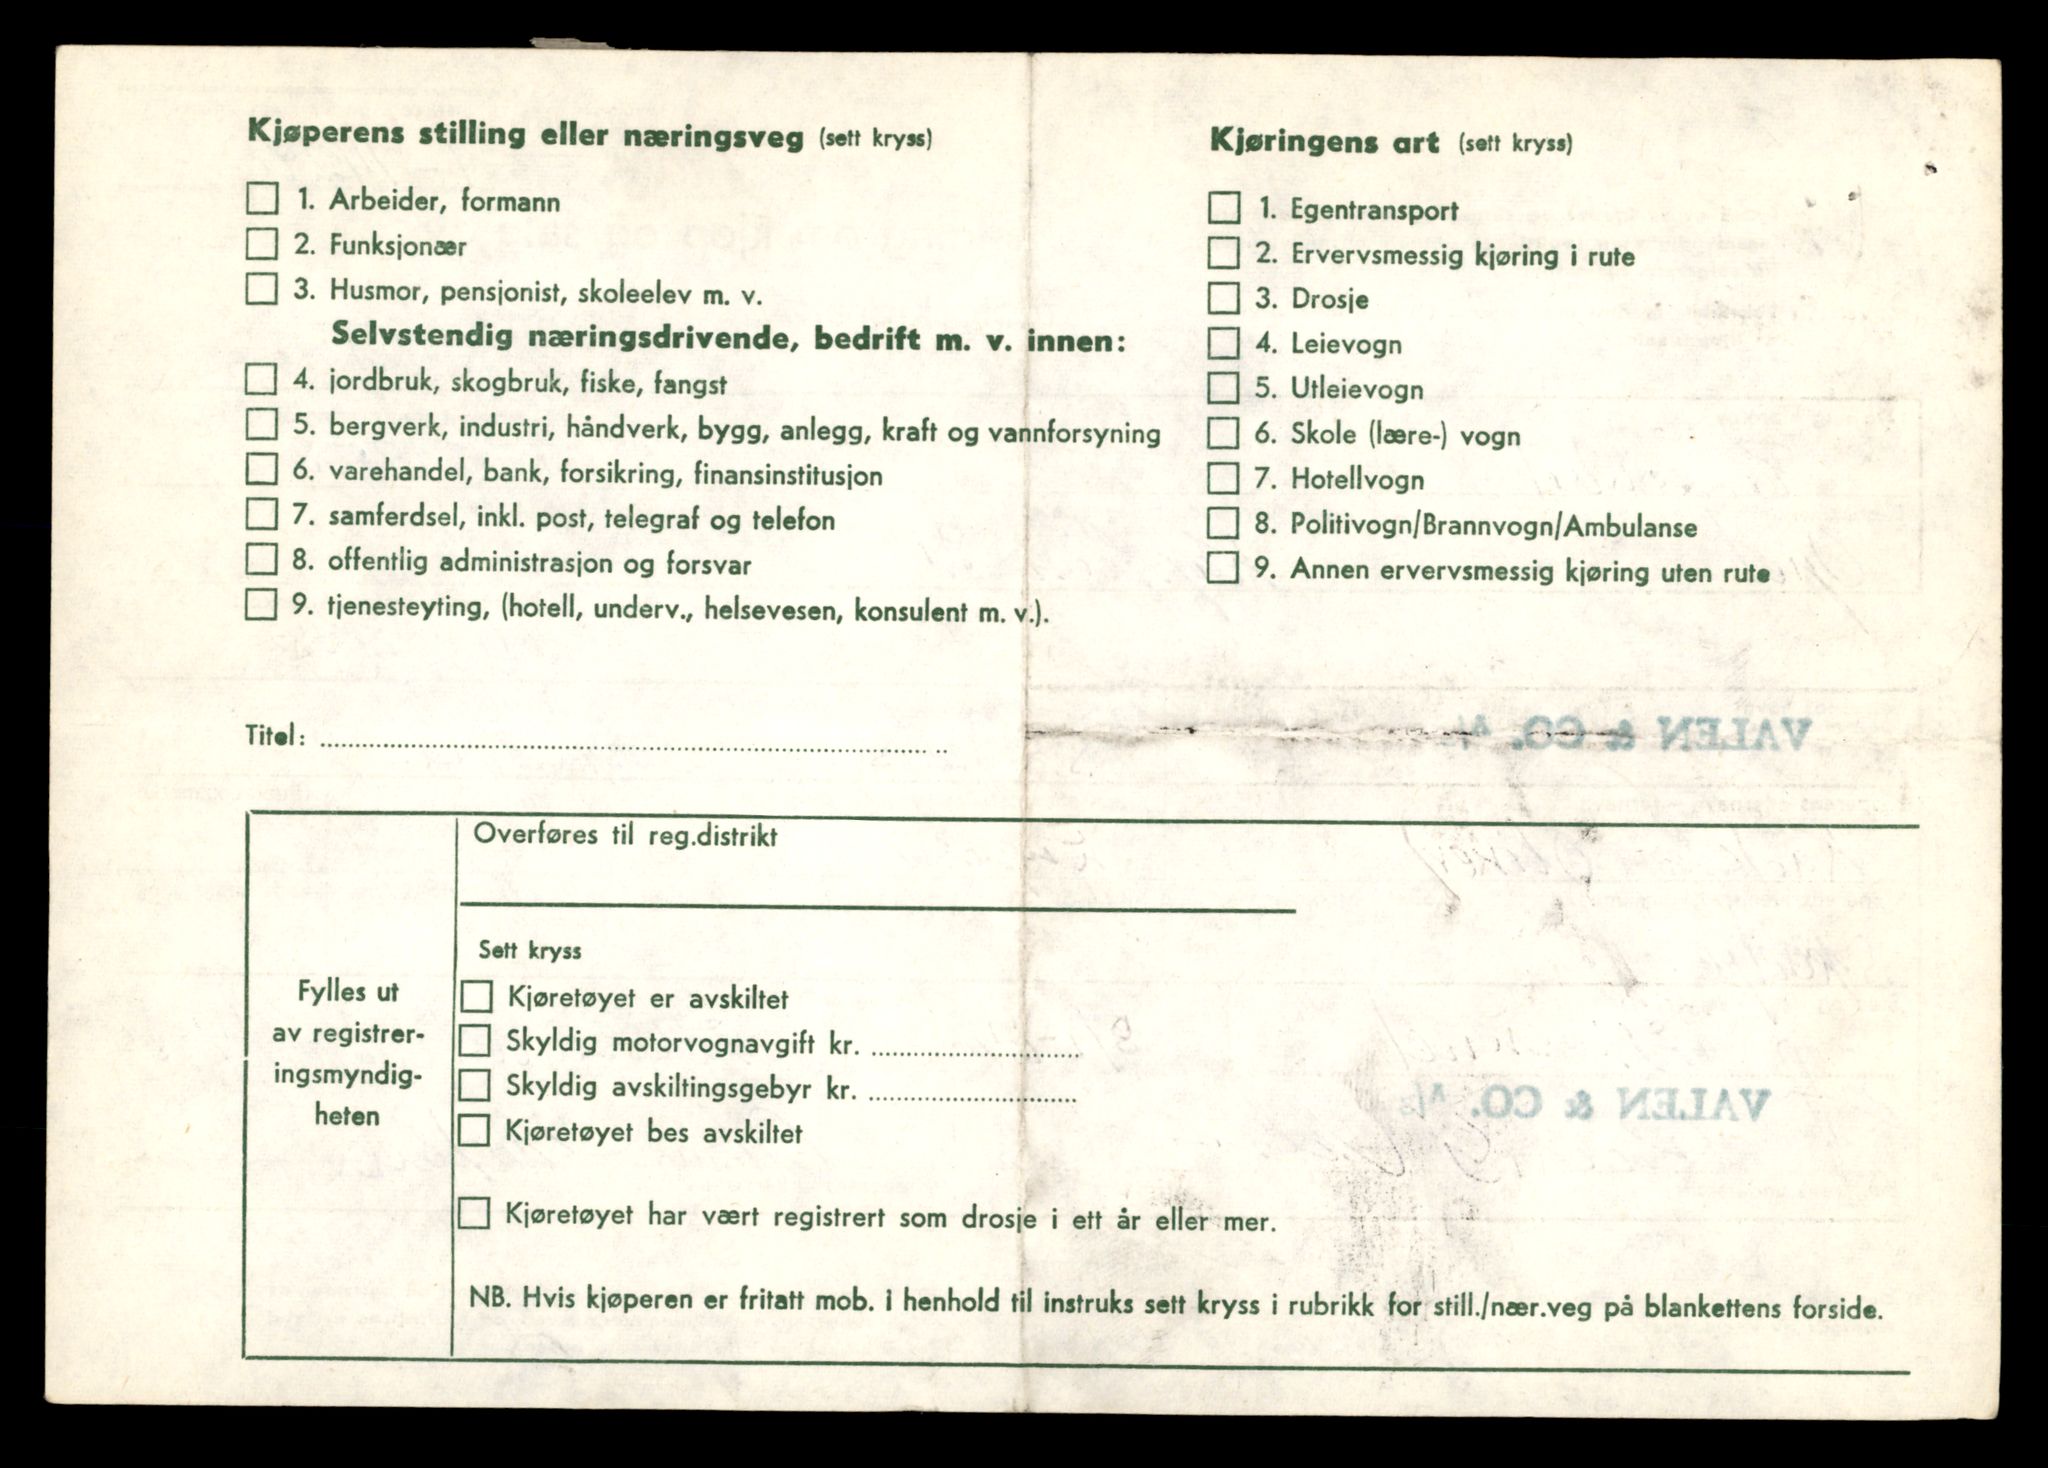 Kjøperens stilling eller næringsveg (sett kryss)
1. Arbeider, formann
2. Funksjonær
3. Husmor, pensjonist, skoleelev m. v.
Selvstendig næringsdrivende, bedrift m. v. innen:
4. jordbruk, skogbruk, fiske, fangst
5. bergverk, industri, håndverk, bygg, anlegg, kraft og vannforsyning
6. varehandel, bank, forsikring, finansinstitusjon
7. samferdsel, inkl. post, telegraf og telefon
8. offentlig administrasjon og forsvar
9. tjenesteyting, (hotell, underv., helsevesen, konsulent m. v.).
Kjøringens art (sett kryss)
1. Egentransport
2. Ervervsmessig kjøring i rute
3. Drosje
4. Leievogn
5. Utleievogn
6. Skole (lære-) vogn
7. Hotellvogn
8. Politivogn/Brannvogn/Ambulanse
9. Annen ervervsmessig kjøring uten rute
Titel:
VALEN & CO. A/S
Fylles ut
av registrer-
ingsmyndig-
heten
Overføres til reg.distrikt
Sett kryss
Kjøretøyet er avskiltet
Skyldig motorvognavgift kr.
Skyldig avskiltingsgebyr kr.
Kjøretøyet bes avskiltet
VALEN & CO. A/S
Kjøretøyet har vært registrert som drosje i ett år eller mer.
NB. Hvis kjøperen er fritatt mob. i henhold til instruks sett kryss i rubrikk for still./nær.veg på blankettens forside.